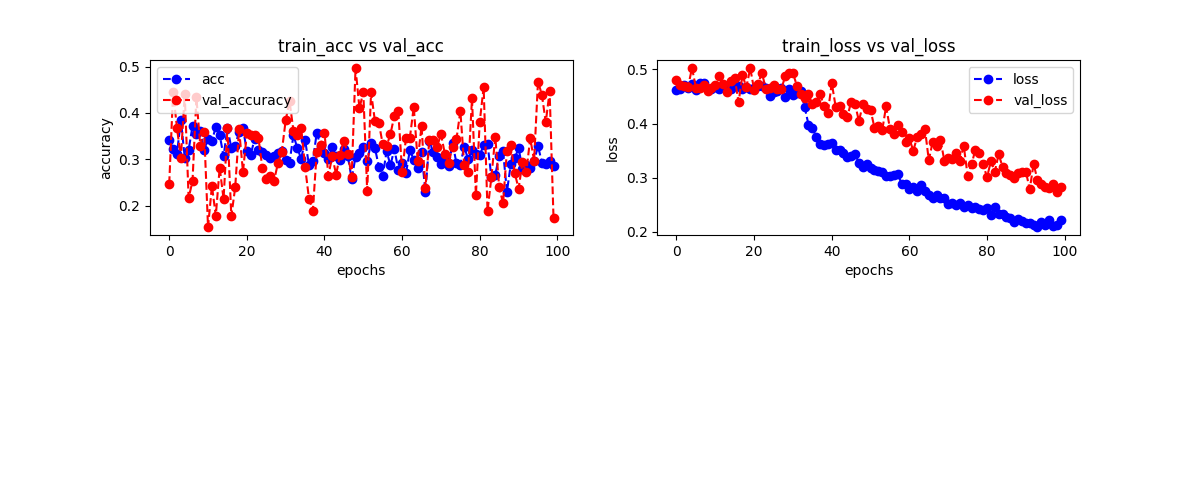 train_acc vs val_acc
accuracy
0.5
0.4
0.3
0.2
acc
val_accuracy
0
20
40
60
80
100
epochs
train_loss vs val_loss
loss
0.5
0.4
0.3
0.2
loss
val_loss
0
20
40
60
80
100
epochs